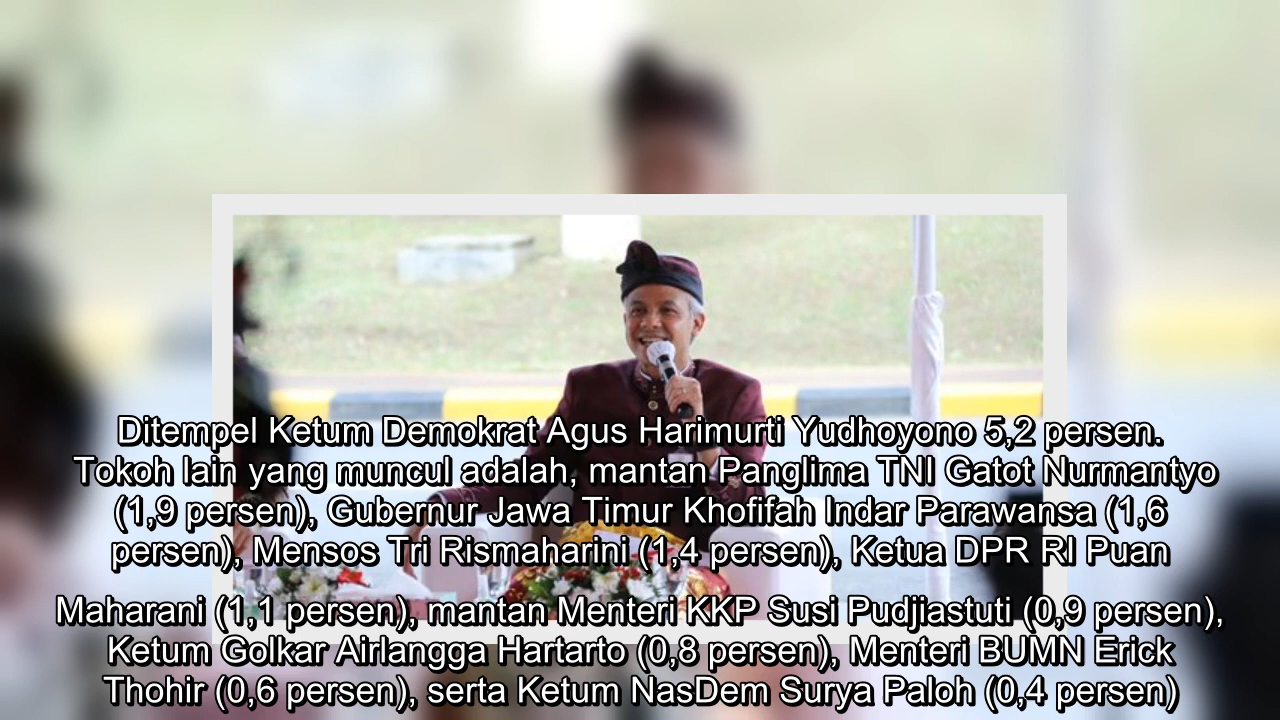 Ditempel Ketum Demokrat Agus Harimurti Yudhoyono 5,2 persen.
Tokoh lain yang muncul adalah, mantan Panglima TNI Gatot Nurmantyo
(1,9 persen), Gubernur Jawa Timur Khofifah Indar Parawansa (1,6
persen), Mensos Tri Rismaharini (1,4 persen), Ketua DPR RI Puan
Maharani (1,1 persen), mantan Menteri KKP Susi Pudjiastuti (0,9 persen),
Ketum Golkar Airlangga Hartarto (0,8 persen), Menteri BUMN Erick
Thohir (0,6 persen), serta Ketum NasDem Surya Paloh (0,4 persen)